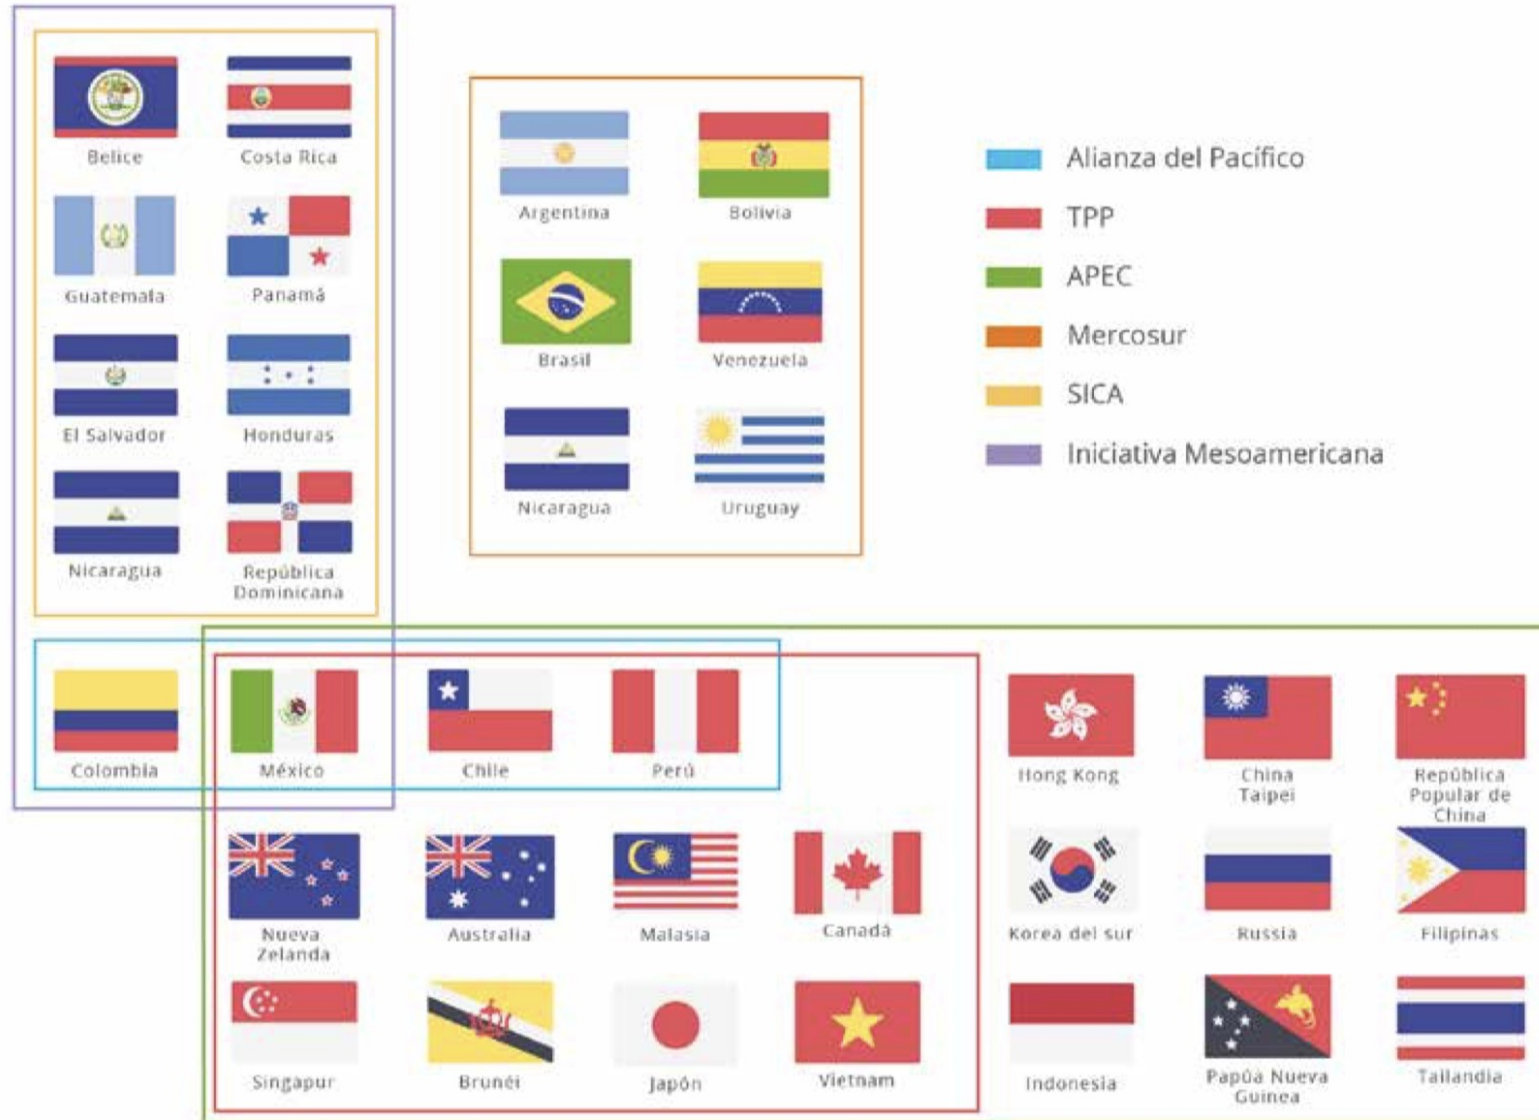 Belice
Costa Rica
Guatemala
Panamá
El Salvador
Honduras
Nicaragua
República
Dominicana
Argentina
Bolivia
Brasil
Venezuela
Nicaragua
Uruguay
Alianza del Pacífico
TPP
APEC
Mercosur
SICA
Iniciativa Mesoamericana
Colombia
México
Chile
Perú
Hong Kong
China
Taipei
República
Popular de
China
Nueva
Zelanda
Australia
Malasia
Canadá
Korea del sur
Russia
Filipinas
Singapur
Brunéi
Japón
Vietnam
Indonesia
Papúa Nueva
Guinea
Tailandia